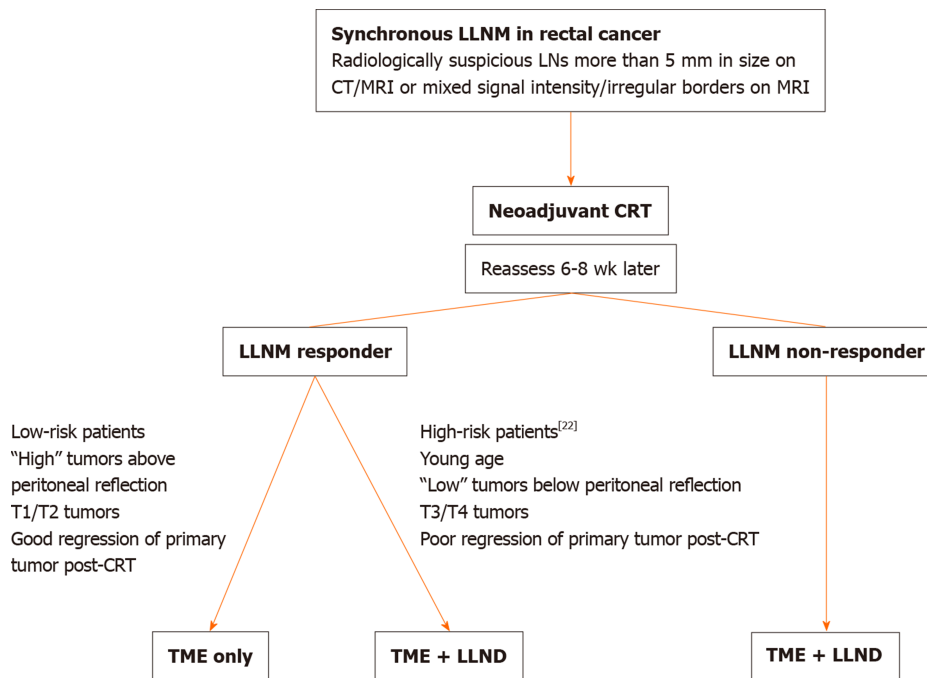 Synchronous LLNM in rectal cancer
Radiologically suspicious LNs more than 5 mm in size on
CT/MRI or mixed signal intensity/irregular borders on MRI
Neoadjuvant CRT
Reassess 6-8 wk later
LLNM responder
LLNM non-responder
Low-risk patients
“High” tumors above
peritoneal reflection
T1/T2 tumors
Good regression of primary
tumor post-CRT
High-risk patients[22]
Young age
“Low” tumors below peritoneal reflection
T3/T4 tumors
Poor regression of primary tumor post-CRT
TME only
TME + LLND
TME + LLND